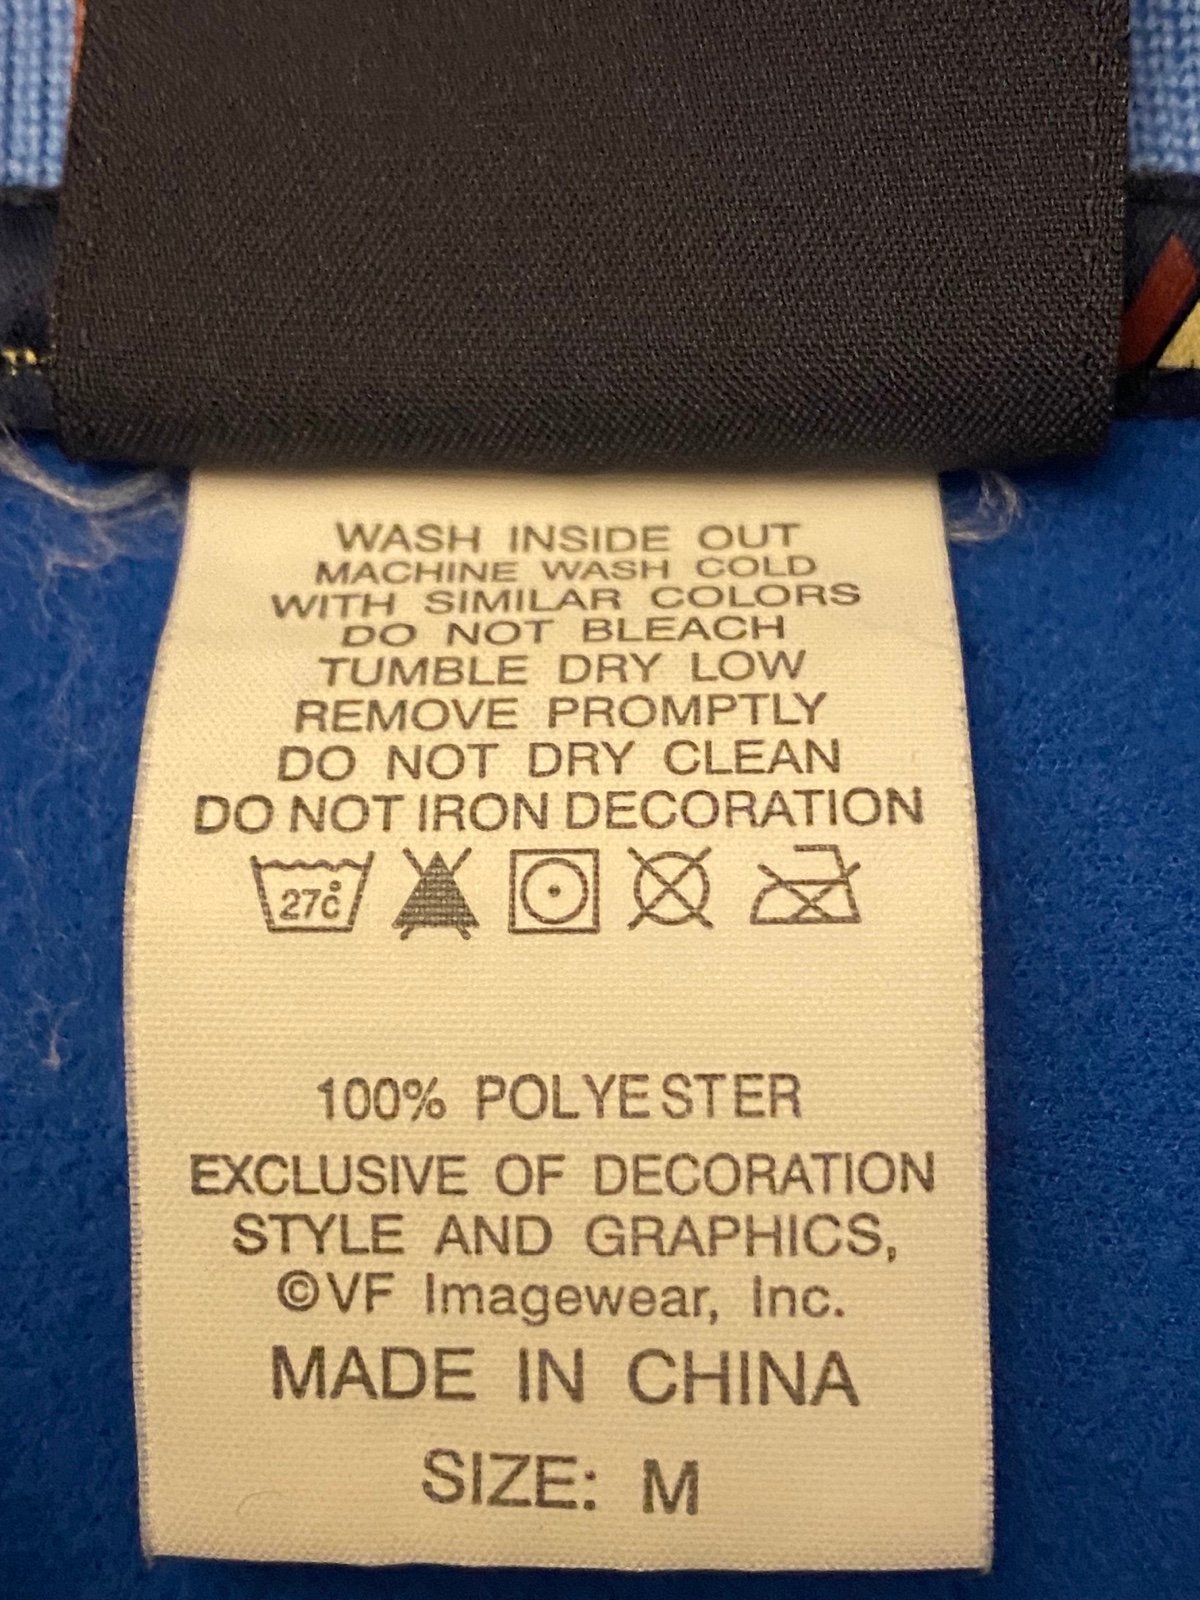 WASH INSIDE OUT
MACHINE WASH COLD
WITH SIMILAR COLORS
DO NOT BLEACH
TUMBLE DRY LOW
REMOVE PROMPTLY
DO NOT DRY CLEAN
DO NOT IRON DECORATION
27c°
100% POLYESTER
EXCLUSIVE OF DECORATION
STYLE AND GRAPHICS,
©VF Imagewear, Inc.
MADE IN CHINA
SIZE: M